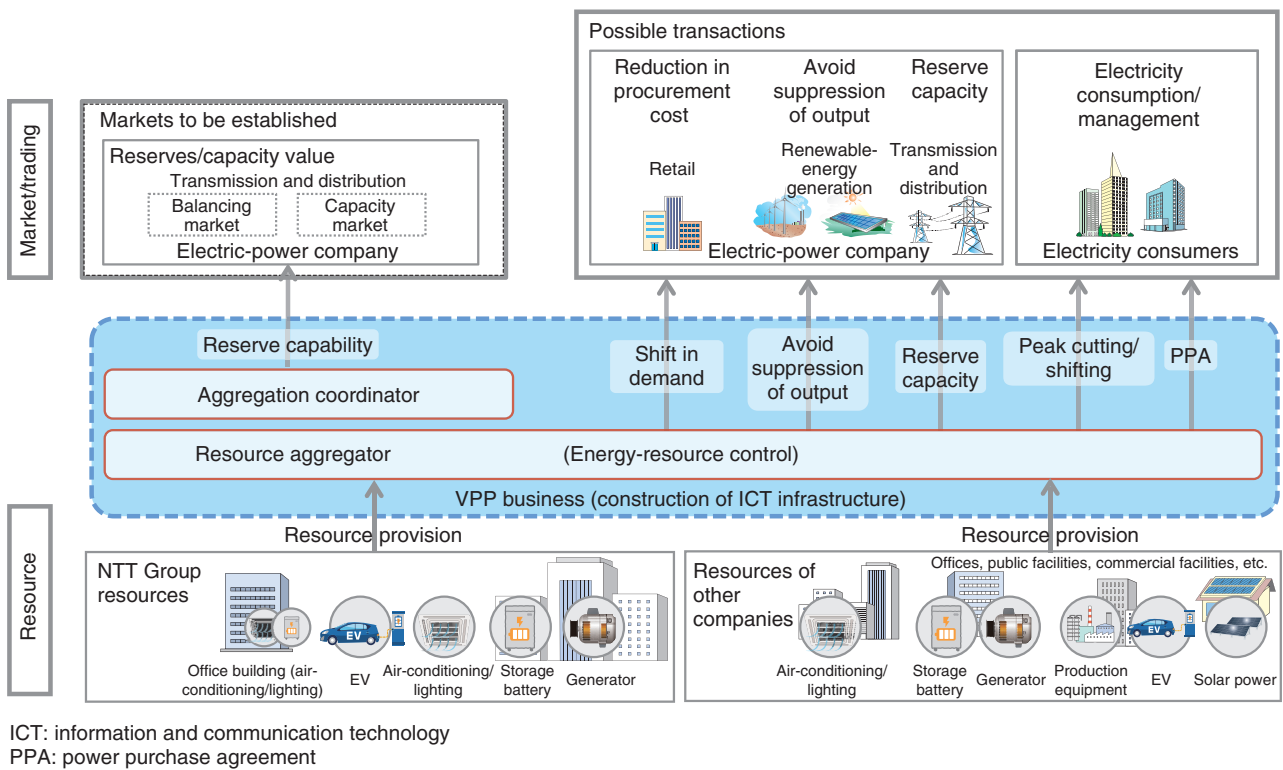 Possible transactions
Reduction in
procurement
cost
Avoid
suppression
of output
Reserve
capacity
Electricity
consumption/
management
Retail
Renewable-
energy
generation
Transmission
and
distribution
Electric-power company
Electricity consumers
Market/trading
Markets to be established
Reserves/capacity value
Transmission and distribution
Balancing
market
Capacity
market
Electric-power company
Reserve capability
Shift in
demand
Avoid
suppression
of output
Reserve
capacity
Peak cutting/
shifting
PPA
Aggregation coordinator
Resource aggregator
(Energy-resource control)
VPP business (construction of ICT infrastructure)
Resource provision
Resource provision
Resource
NTT Group
resources
EV
Office building (air-
conditioning/lighting)
EV
Air-conditioning/
lighting
Storage
battery
Generator
Resources of
other
companies
Offices, public facilities, commercial facilities, etc.
EV
Air-conditioning/
lighting
Storage
battery
Generator
Production
equipment
EV
Solar power
ICT: information and communication technology
PPA: power purchase agreement